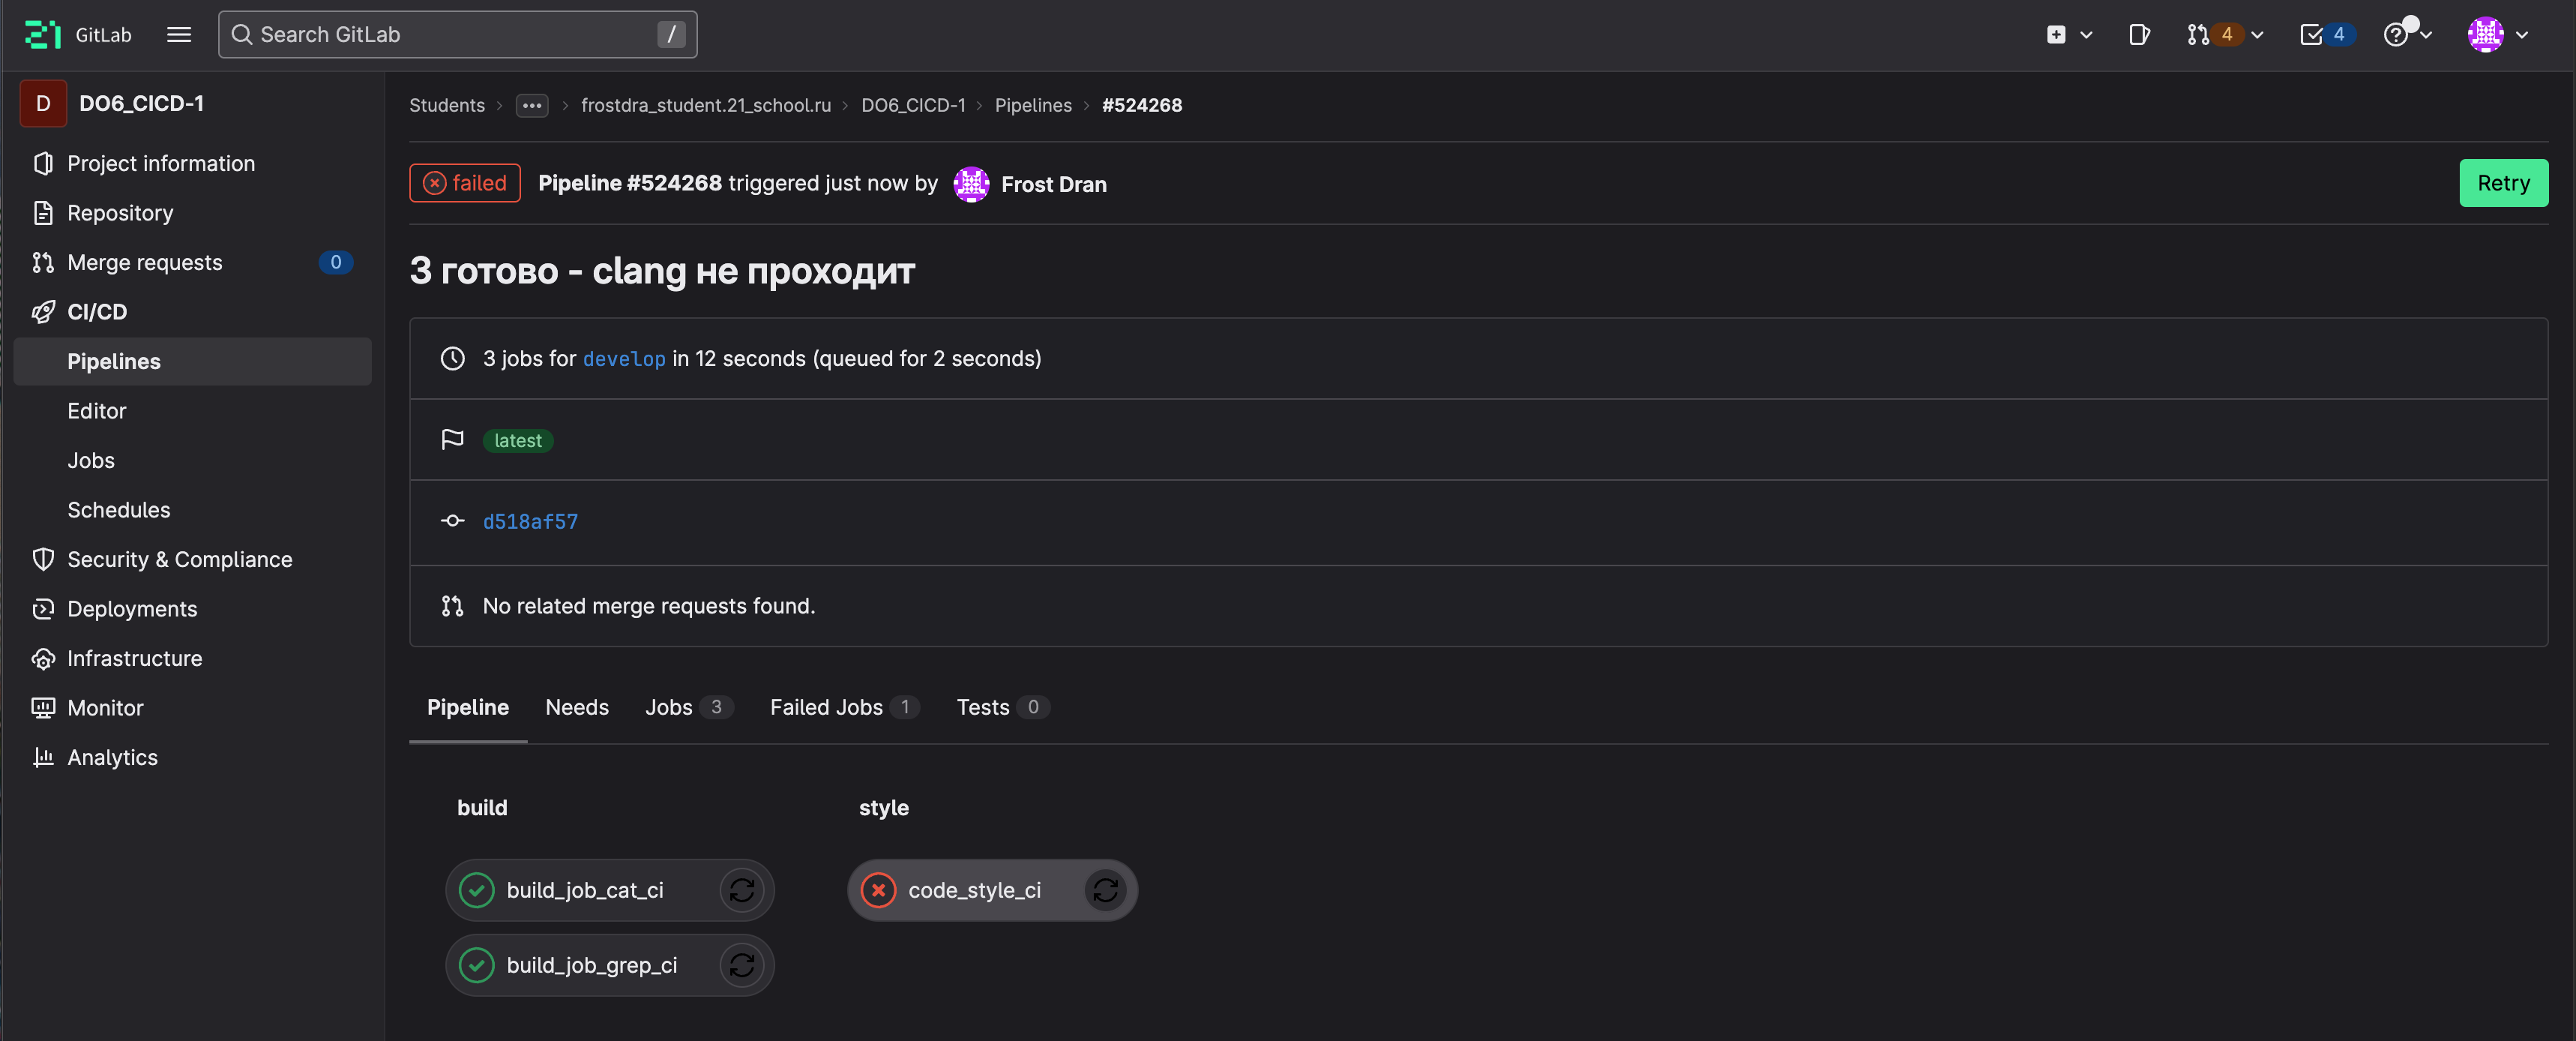 GitLab
Search GitLab /
4
4
D DO6_CICD-1
Project information
Repository
Merge requests 0
CI/CD
Pipelines
Editor
Jobs
Schedules
Security & Compliance
Deployments
Infrastructure
Monitor
Analytics
Students > ••• > frostdra_student.21_school.ru > DO6_CICD-1 > Pipelines > #524268
failed Pipeline #524268 triggered just now by Frost Dran
Retry
3 готово - clang не проходит
3 jobs for develop in 12 seconds (queued for 2 seconds)
latest
d518af57
No related merge requests found.
Pipeline Needs Jobs 3 Failed Jobs 1 Tests 0
build
build_job_cat_ci
build_job_grep_ci
style
code_style_ci